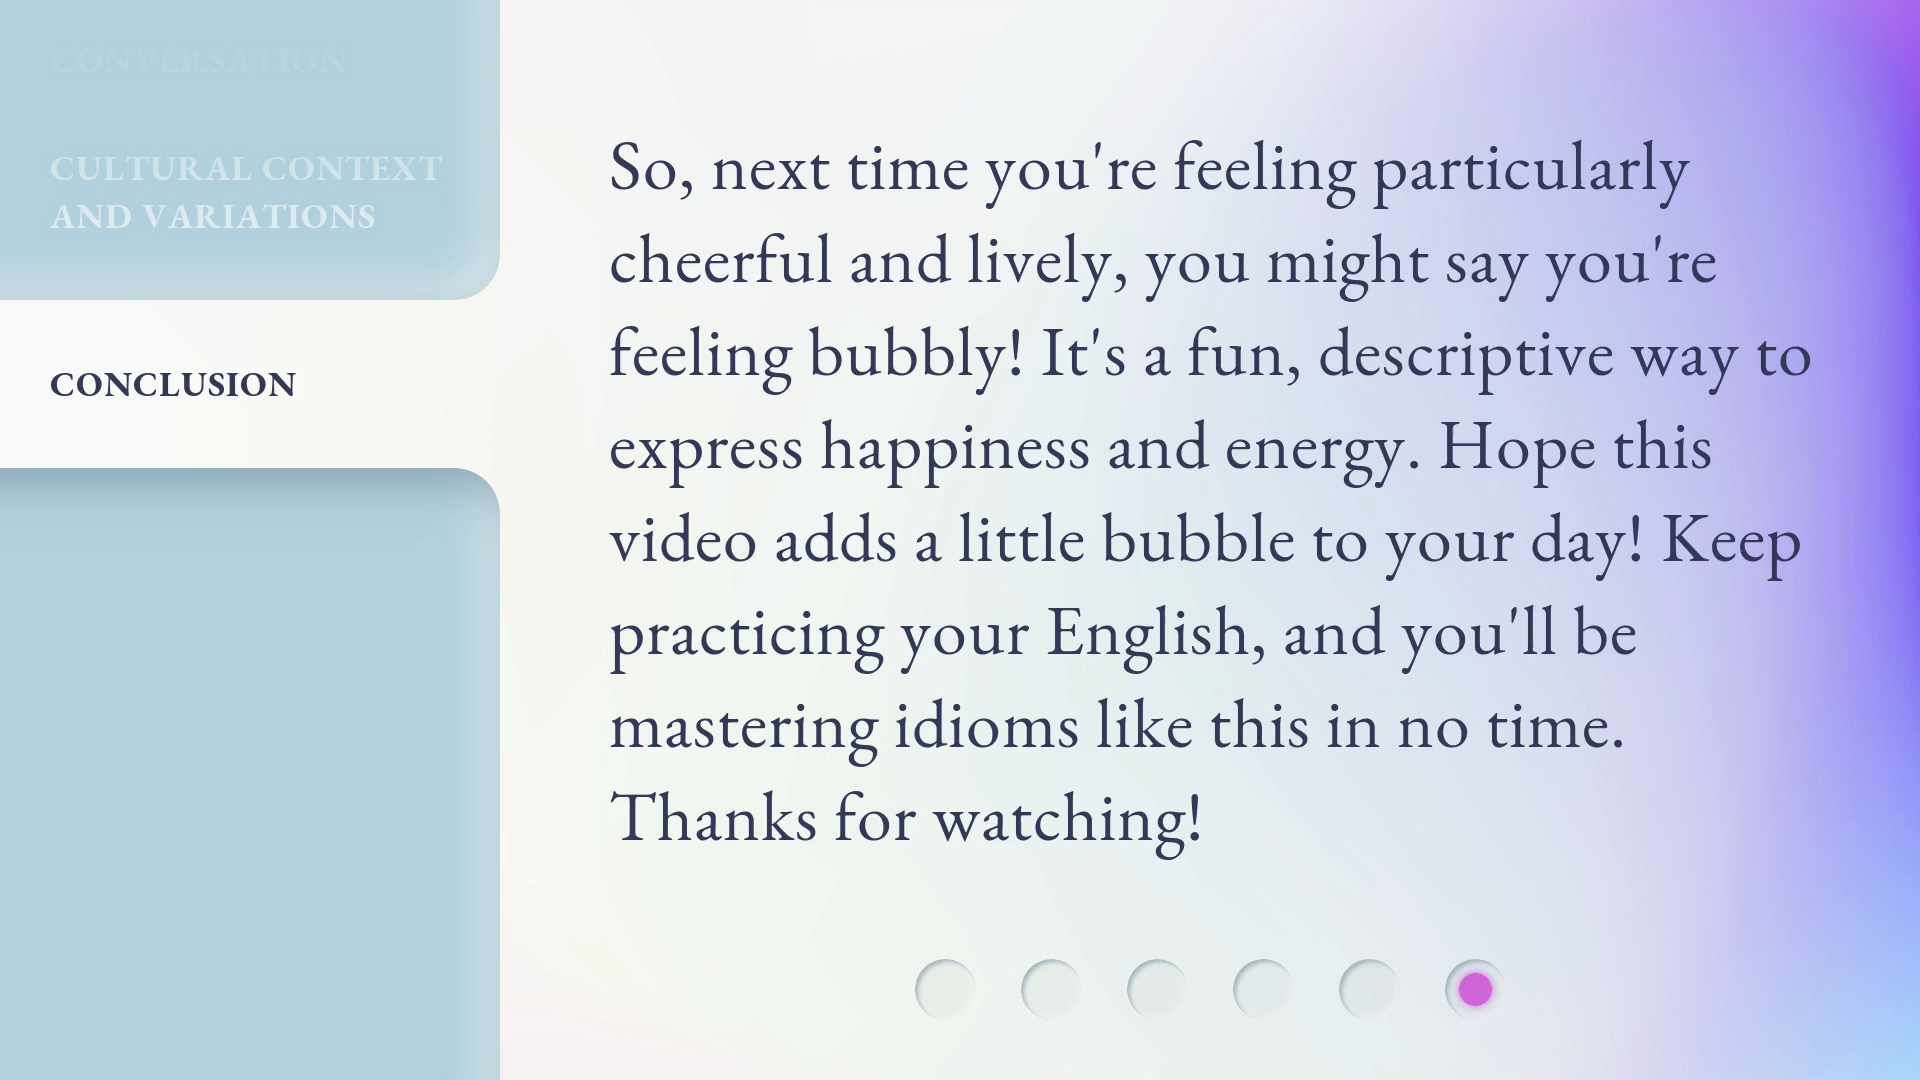 CONVERSATION
CULTURAL CONTEXT
AND VARIATIONS
CONCLUSION
So, next time you're feeling particularly
cheerful and lively, you might say you're
feeling bubbly! It's a fun, descriptive way to
express happiness and energy. Hope this
video adds a little bubble to your day! Keep
practicing your English, and you'll be
mastering idioms like this in no time.
Thanks for watching!